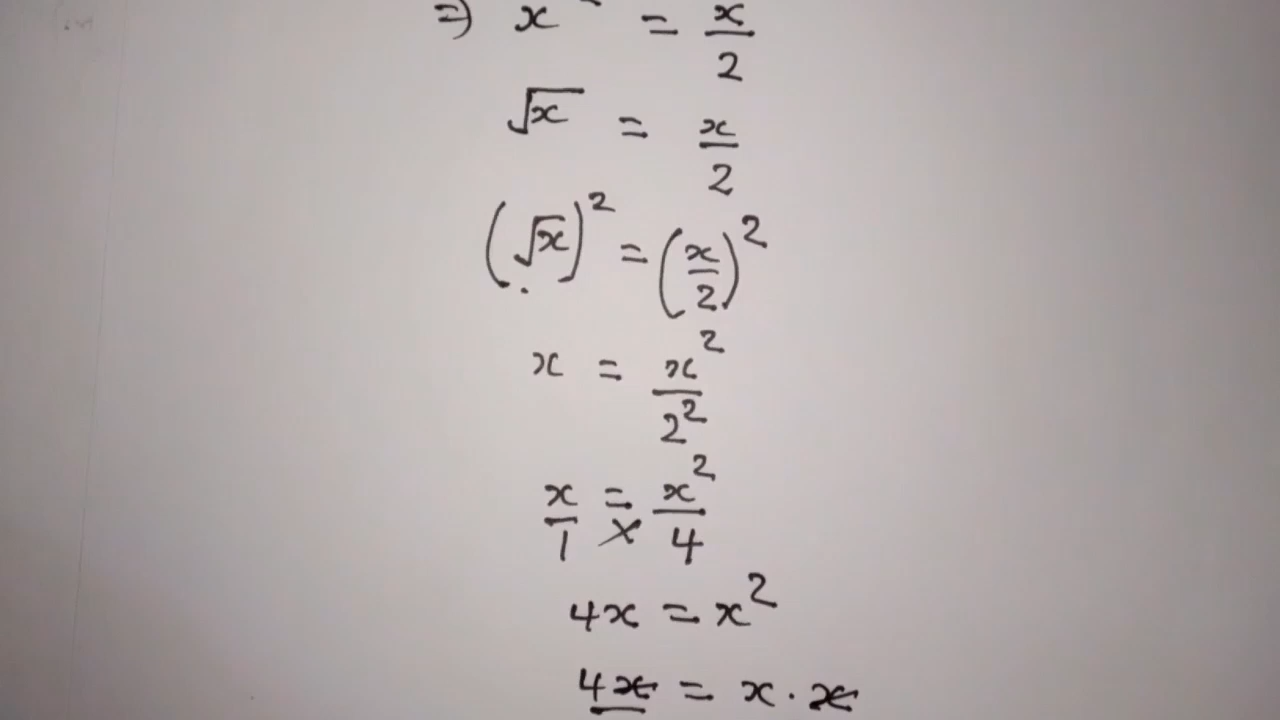 ⇒ x = x/2
√x = x/2
(√x)² = (x/2)²
x = x²/2²
x/1 = x²/4
4x = x²
4x = x · x